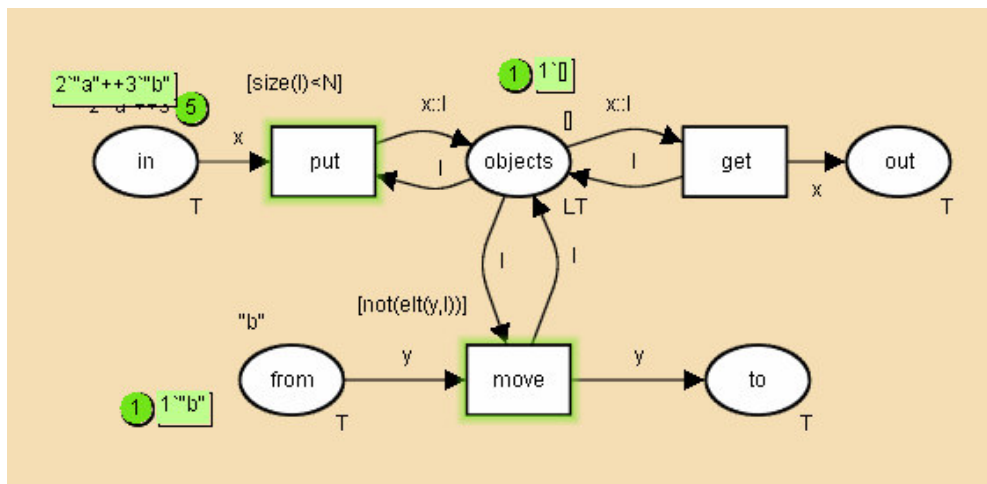 2`"a"++3`"b"
5
[size(l)<N]
1
1`[]
x
x::l
[]
x::l
in
put
objects
get
out
l
l
x
T
LT
T
l
l
[not(elt(y,l))]
"b"
y
y
from
move
to
1
1`"b"
T
T